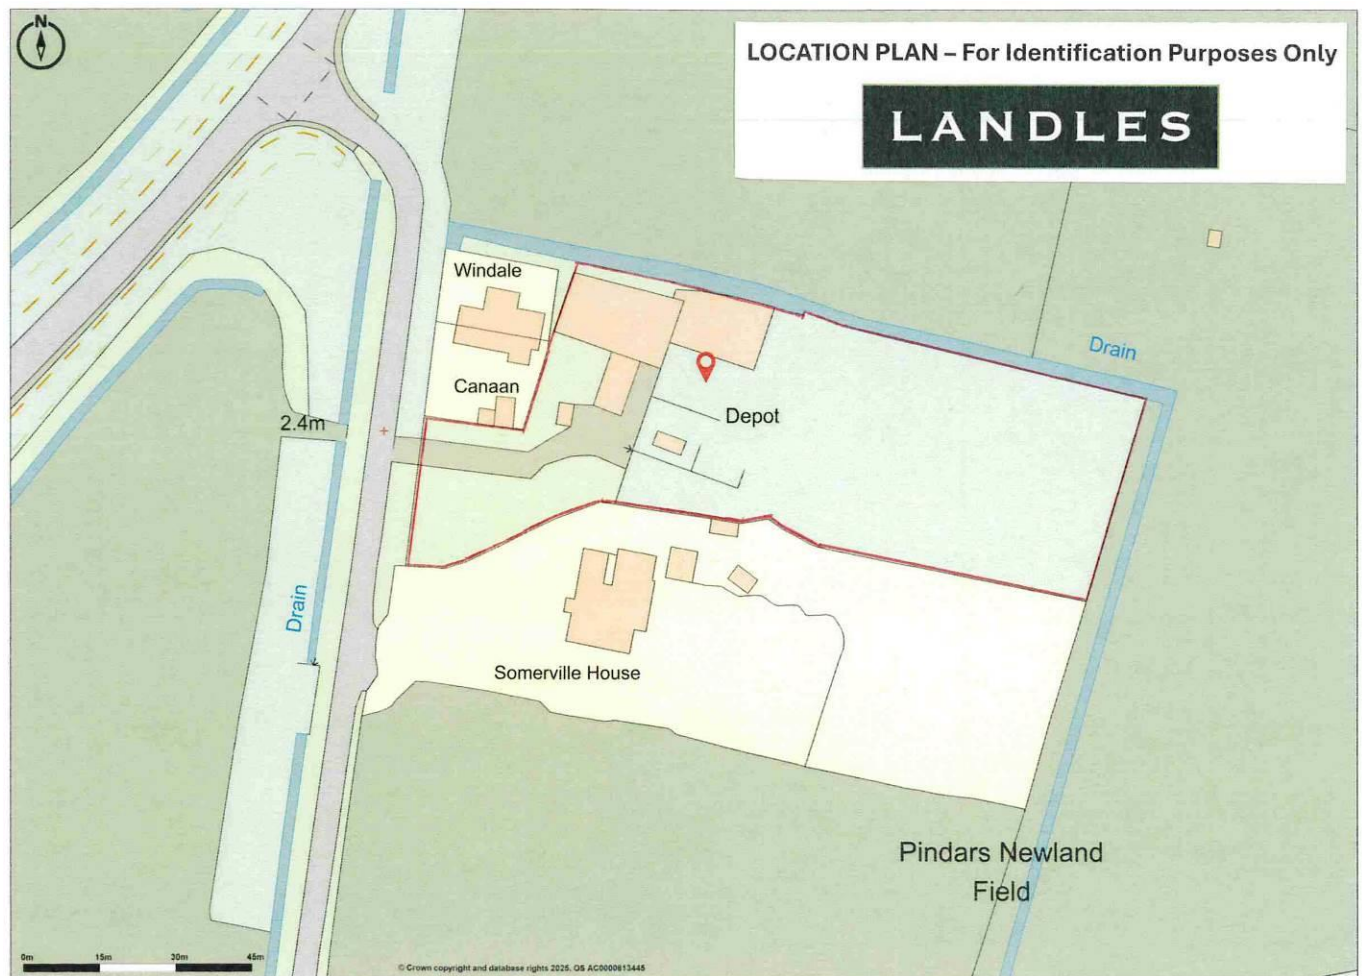 N
LOCATION PLAN – For Identification Purposes Only
LANDLES
Windale
Canaan
2.4m
Depot
Drain
Drain
Somerville House
Pindars Newland
Field
0m 15m 30m 45m
© Crown copyright and database rights 2025. OS AC0000613445